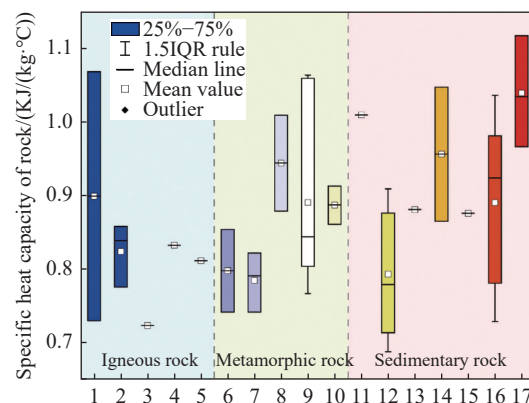 Specific heat capacity of rock/(KJ/(kg·°C))
1.1
1.0
0.9
0.8
0.7
25%−75%
1.5IQR rule
Median line
Mean value
Outlier
Igneous rock
Metamorphic rock
Sedimentary rock
1 2 3 4 5 6 7 8 9 10 11 12 13 14 15 16 17